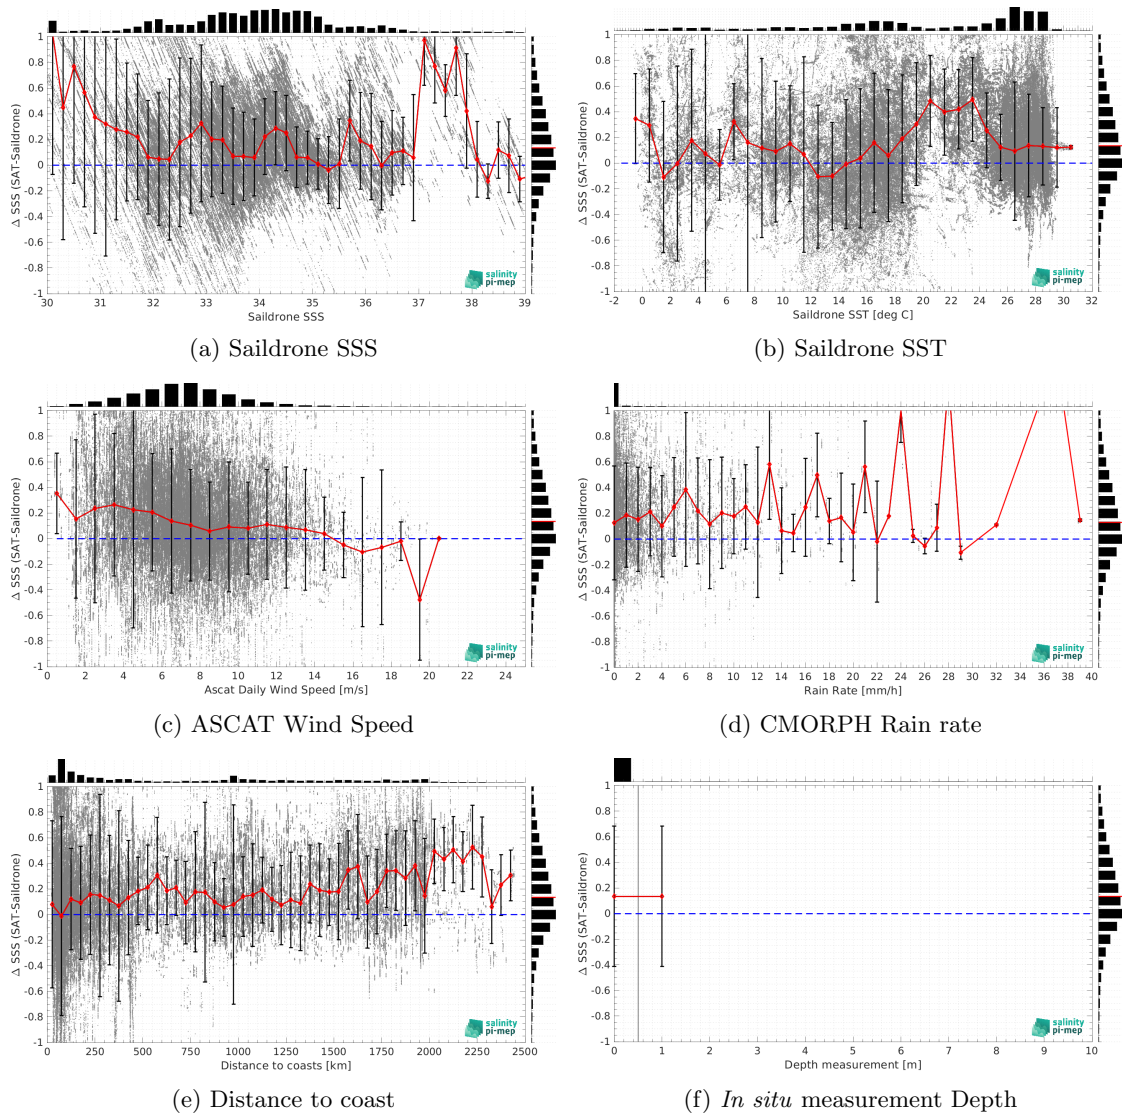 1
0.8
0.6
0.4
0.2
0
-0.2
-0.4
-0.6
-0.8
-1
Δ SSS (SAT-Saildrone)
30 31 32 33 34 35 36 37 38 39
Saildrone SSS
salinity
pi-mep
(a) Saildrone SSS
1
0.8
0.6
0.4
0.2
0
-0.2
-0.4
-0.6
-0.8
-1
Δ SSS (SAT-Saildrone)
-2 0 2 4 6 8 10 12 14 16 18 20 22 24 26 28 30 32
Saildrone SST [deg C]
salinity
pi-mep
(b) Saildrone SST
1
0.8
0.6
0.4
0.2
0
-0.2
-0.4
-0.6
-0.8
-1
Δ SSS (SAT-Saildrone)
0 2 4 6 8 10 12 14 16 18 20 22 24
Ascat Daily Wind Speed [m/s]
salinity
pi-mep
(c) ASCAT Wind Speed
1
0.8
0.6
0.4
0.2
0
-0.2
-0.4
-0.6
-0.8
-1
Δ SSS (SAT-Saildrone)
0 2 4 6 8 10 12 14 16 18 20 22 24 26 28 30 32 34 36 38 40
Rain Rate [mm/h]
salinity
pi-mep
(d) CMORPH Rain rate
1
0.8
0.6
0.4
0.2
0
-0.2
-0.4
-0.6
-0.8
-1
Δ SSS (SAT-Saildrone)
0 250 500 750 1000 1250 1500 1750 2000 2250 2500
Distance to coasts [km]
salinity
pi-mep
(e) Distance to coast
1
0.8
0.6
0.4
0.2
0
-0.2
-0.4
-0.6
-0.8
-1
Δ SSS (SAT-Saildrone)
0 1 2 3 4 5 6 7 8 9 10
Depth measurement [m]
salinity
pi-mep
(f) In situ measurement Depth